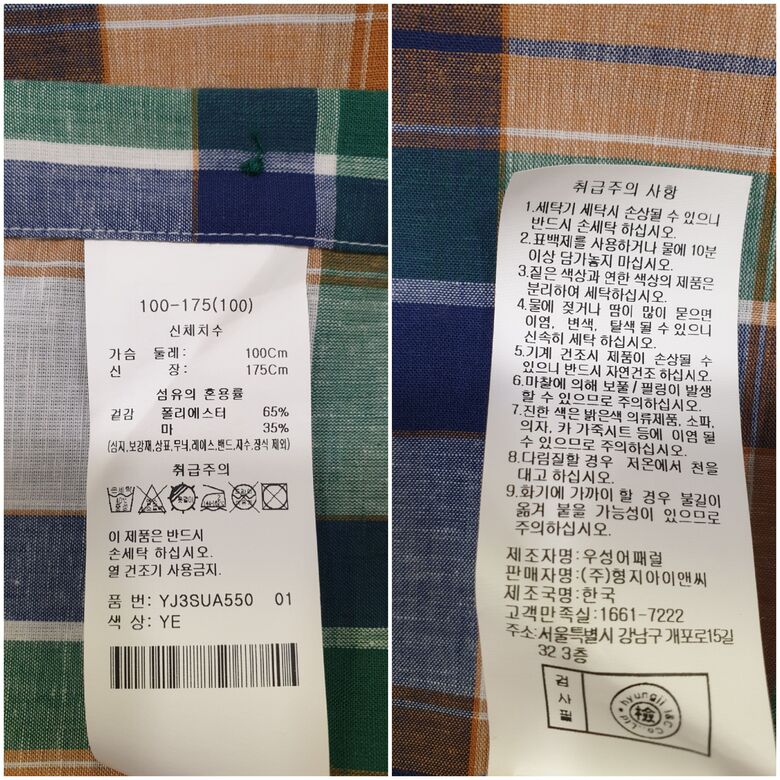 100-175(100)
신체치수
가슴 둘레: 100Cm
신 장: 175Cm
섬유의 혼용률
겉감 폴리에스터 65%
마 35%
(심지,보강재,상표,무늬,레이스,밴드,자수,장식 제외)
취급주의
이 제품은 반드시
손세탁 하십시오.
열 건조기 사용금지.
품 번: YJ3SUA550 01
색 상: YE
취급주의 사항
1.세탁기 세탁시 손상될 수 있으니
반드시 손세탁 하십시오.
2.표백제를 사용하거나 물에 10분
이상 담가놓지 마십시오.
3.짙은 색상과 연한 색상의 제품은
분리하여 세탁하십시오.
4.물에 젖거나 땀이 많이 묻으면
이염, 변색, 탈색 될 수 있으니
신속히 세탁 하십시오.
5.기계 건조시 제품이 손상될 수
있으니 반드시 자연건조 하십시오.
6.마찰에 의해 보풀/필링이 발생
할 수 있으므로 주의하십시오.
7.진한 색은 밝은색 의류제품, 소파,
의자, 카 가죽시트 등에 이염 될
수 있으므로 주의하십시오.
8.다림질할 경우 저온에서 천을
대고 하십시오.
9.화기에 가까이 할 경우 불길이
옮겨 붙을 가능성이 있으므로
주의하십시오.
제조자명:우성어패럴
판매자명:(주)형지아이앤씨
제조국명:한국
고객만족실:1661-7222
주소:서울특별시 강남구 개포로15길
32 3층
검사필
hyungji I&C Co.,Ltd
檢